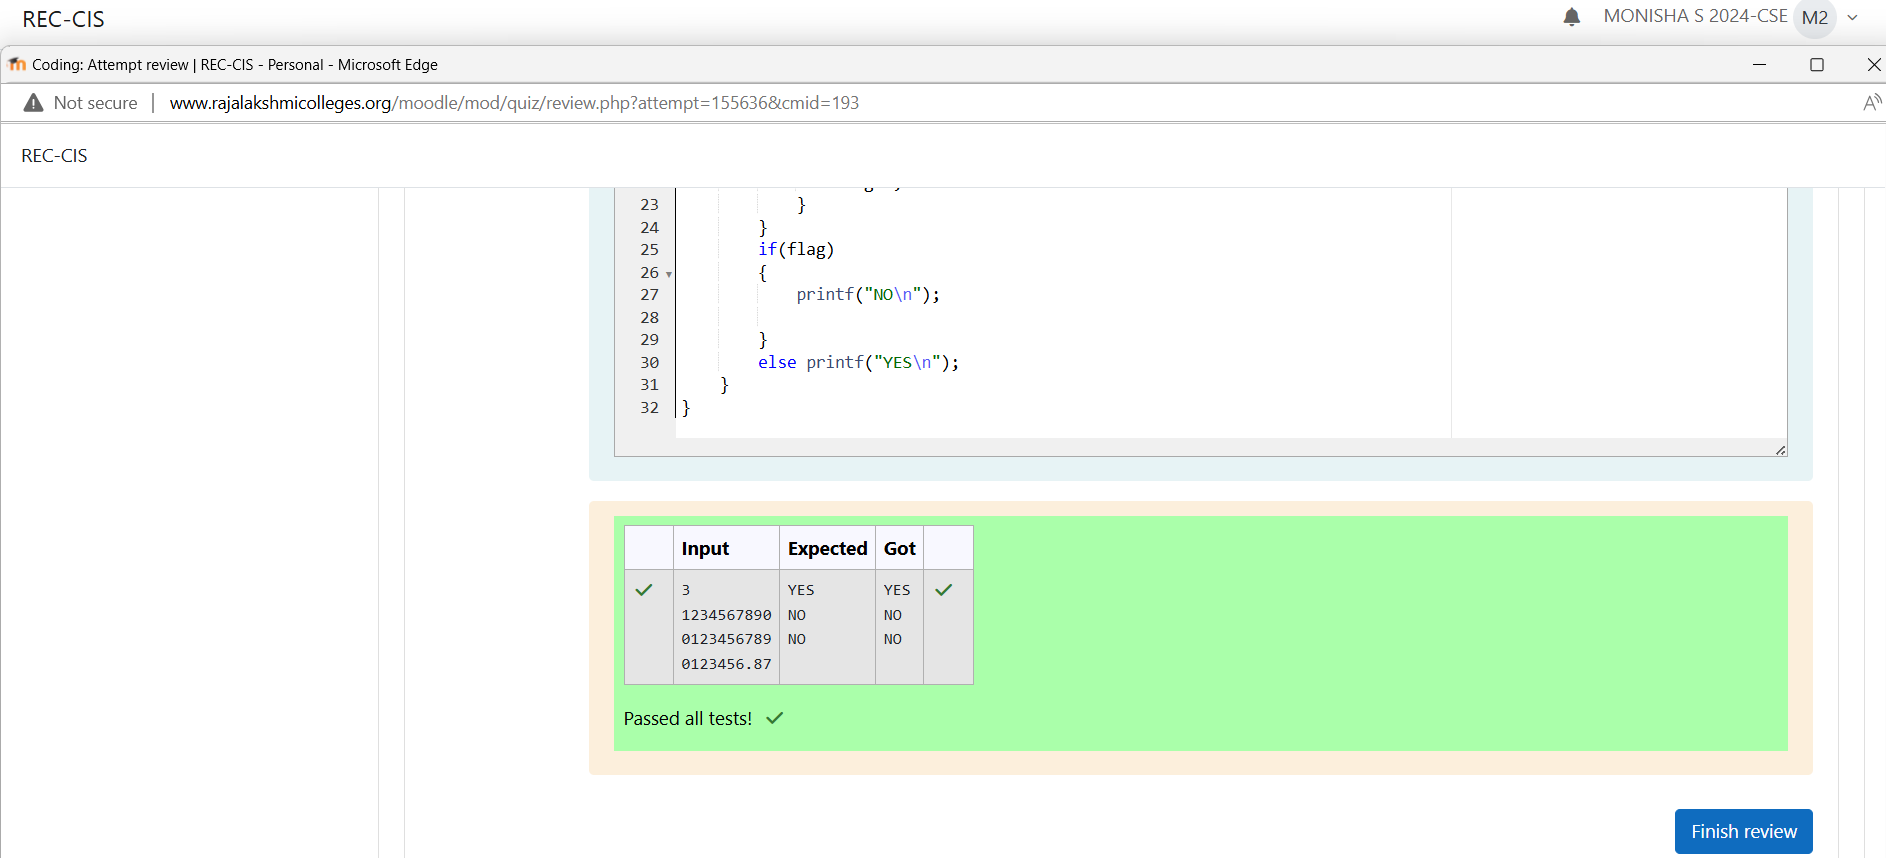 REC-CIS
MONISHA S 2024-CSE M2
Coding: Attempt review | REC-CIS - Personal - Microsoft Edge
Not secure | www.rajalakshmicolleges.org/moodle/mod/quiz/review.php?attempt=155636&cmid=193
REC-CIS
23 }
24 }
25 if(flag)
26 {
27 printf("NO\n");
28
29 }
30 else printf("YES\n");
31 }
32 }
Input Expected Got
3 YES YES
1234567890 NO NO
0123456789 NO NO
0123456.87
Passed all tests!
Finish review